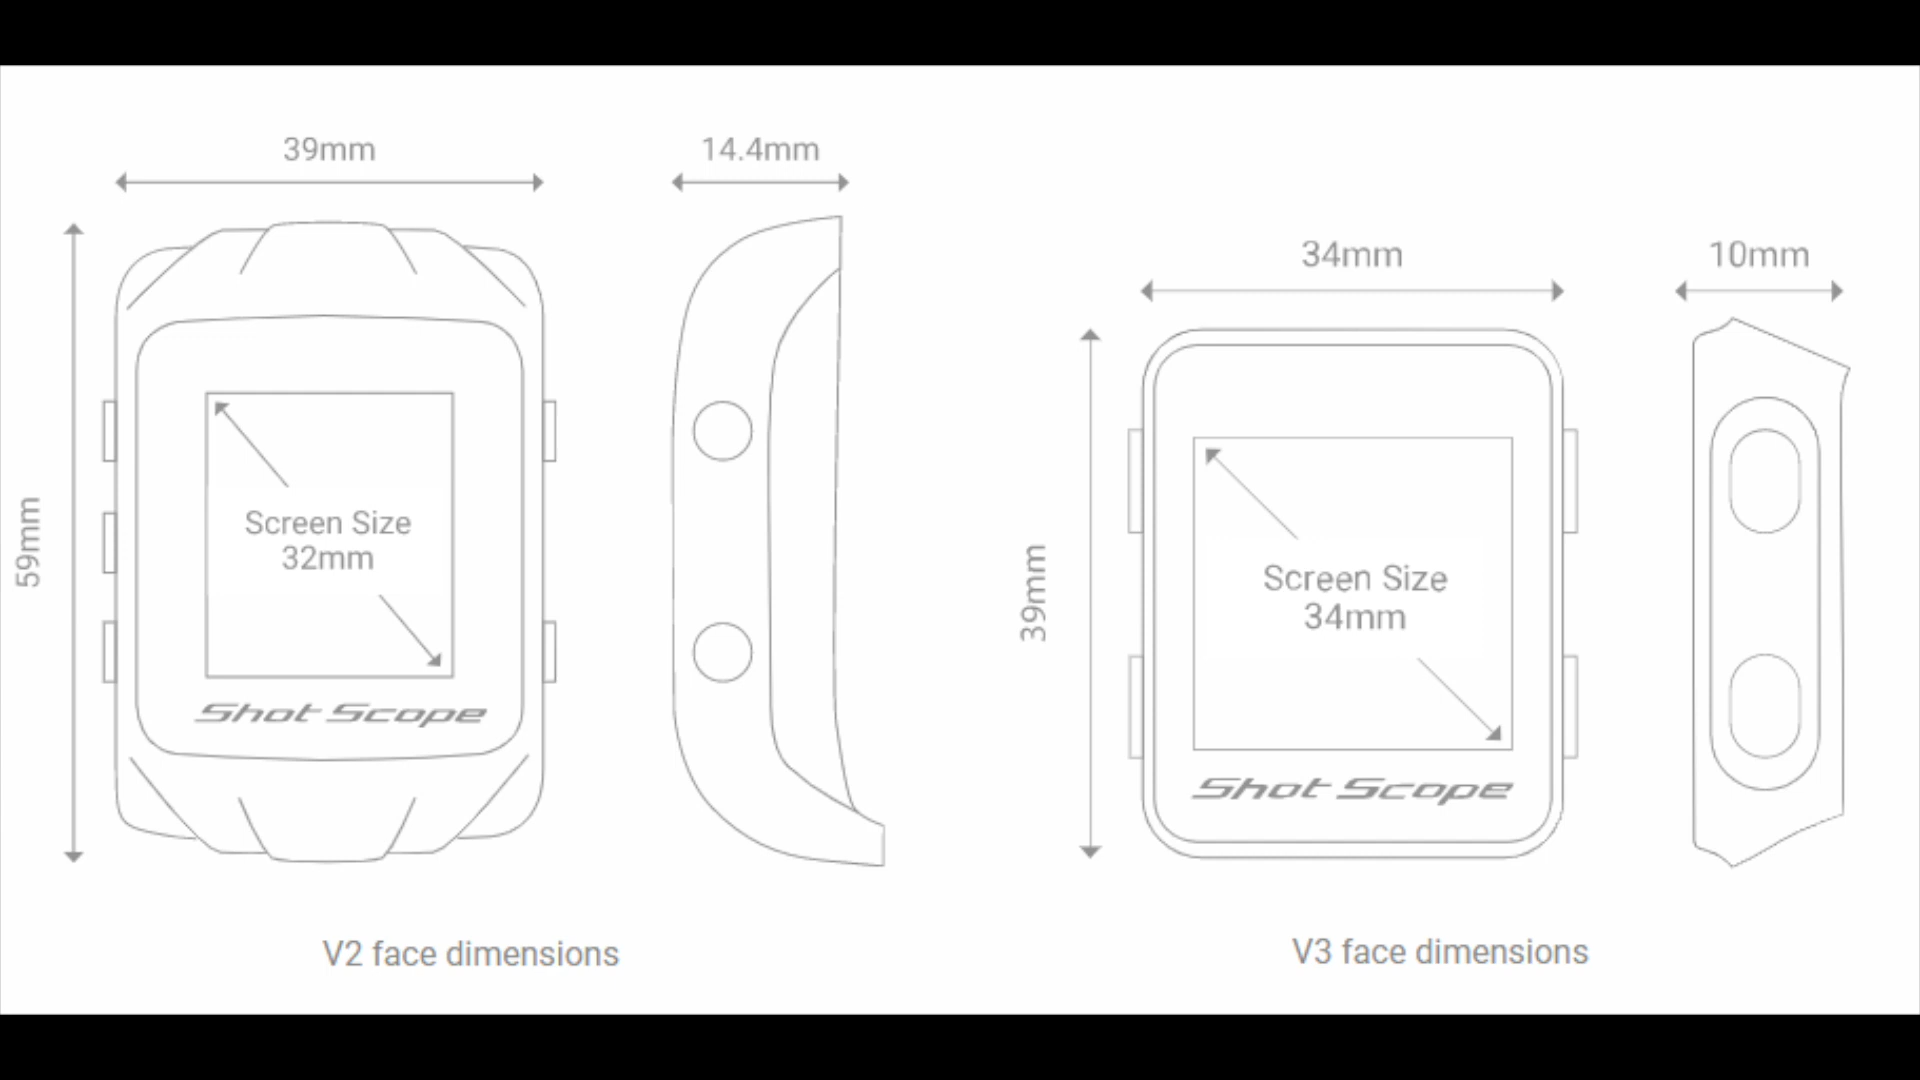 39mm
14.4mm
59mm
Screen Size
32mm
Shot Scope
V2 face dimensions
34mm
10mm
39mm
Screen Size
34mm
Shot Scope
V3 face dimensions